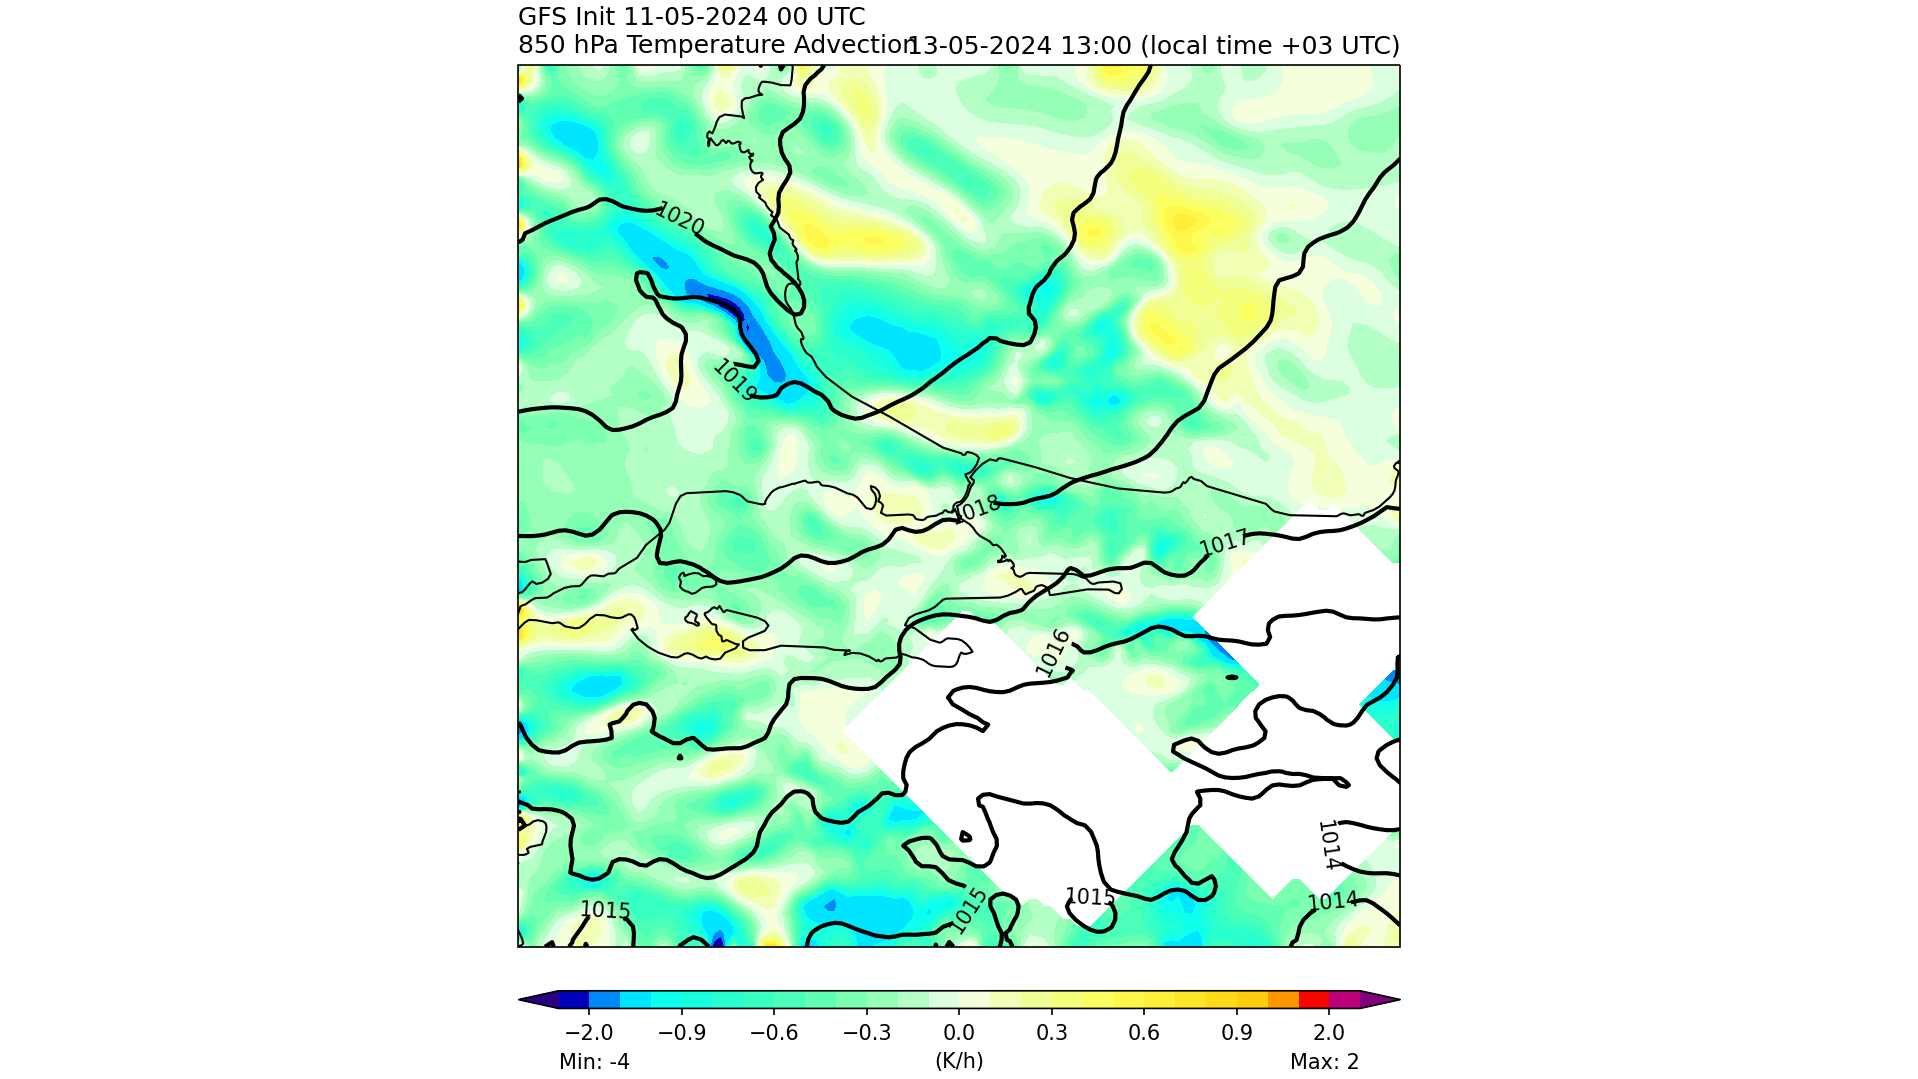 GFS Init 11-05-2024 00 UTC
850 hPa Temperature Advection
13-05-2024 13:00 (local time +03 UTC)
1020
1019
1018
1017
1016
1014
1015
1015
1015
1014
−2.0 −0.9 −0.6 −0.3 0.0 0.3 0.6 0.9 2.0
Min: -4 (K/h) Max: 2